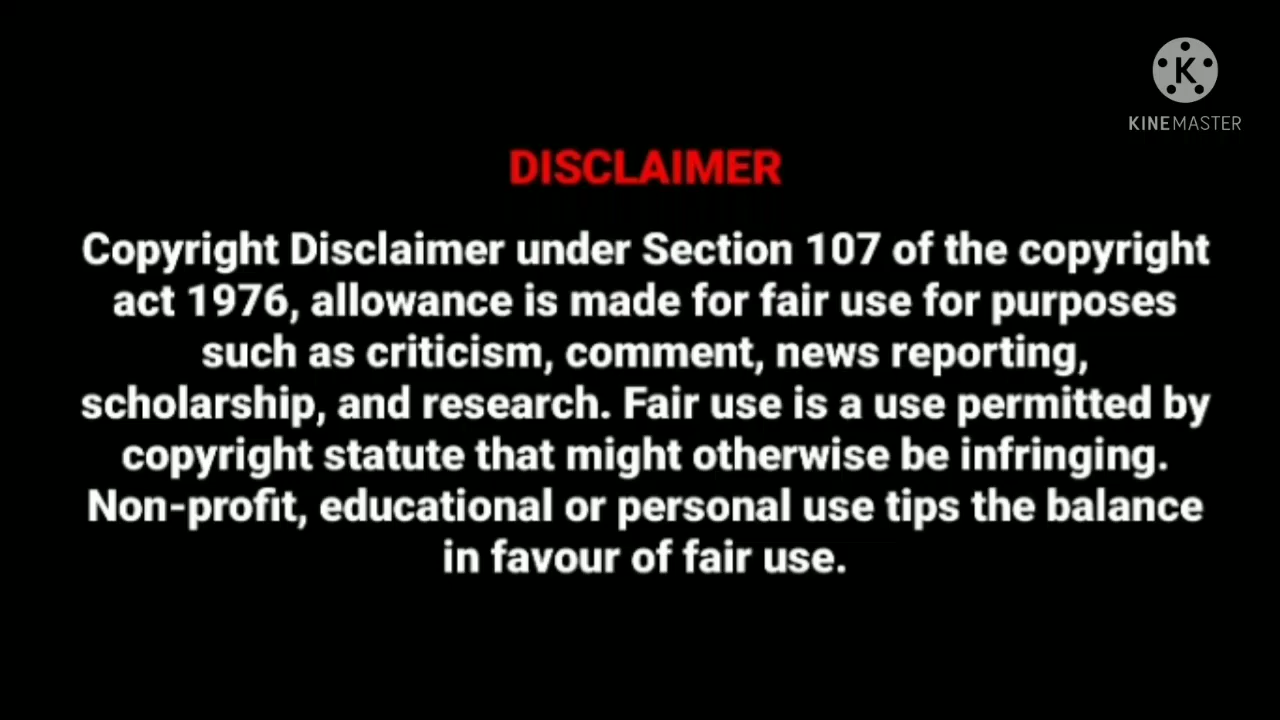 KINEMASTER
DISCLAIMER
Copyright Disclaimer under Section 107 of the copyright
act 1976, allowance is made for fair use for purposes
such as criticism, comment, news reporting,
scholarship, and research. Fair use is a use permitted by
copyright statute that might otherwise be infringing.
Non-profit, educational or personal use tips the balance
in favour of fair use.